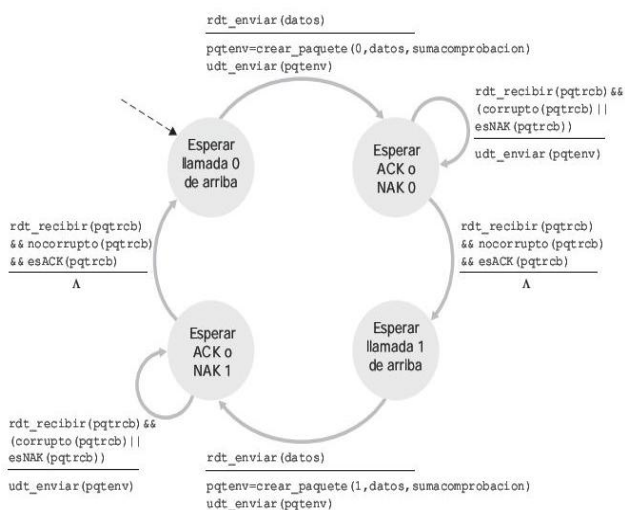 rdt_enviar(datos)
pqtenv=crear_paquete(0,datos,sumacomprobacion)
udt_enviar(pqtenv)
rdt_recibir(pqtrcb)&&
(corrupto(pqtrcb)||
esNAK(pqtrcb))
udt_enviar(pqtenv)
Esperar
llamada 0
de arriba
Esperar
ACK o
NAK 0
rdt_recibir(pqtrcb)
&& nocorrupto(pqtrcb)
&& esACK(pqtrcb)
Λ
rdt_recibir(pqtrcb)
&& nocorrupto(pqtrcb)
&& esACK(pqtrcb)
Λ
Esperar
ACK o
NAK 1
Esperar
llamada 1
de arriba
rdt_recibir(pqtrcb)&&
(corrupto(pqtrcb)||
esNAK(pqtrcb))
udt_enviar(pqtenv)
rdt_enviar(datos)
pqtenv=crear_paquete(1,datos,sumacomprobacion)
udt_enviar(pqtenv)